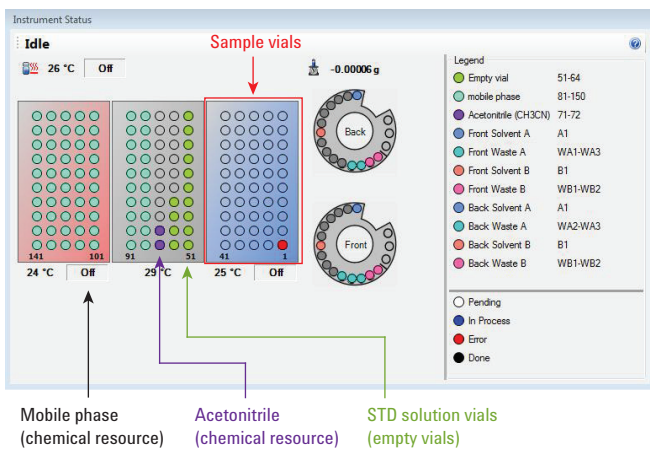 Instrument Status
Idle
Sample vials
26 °C Off
-0.00006 g
Back
Front
141 101 91 51 41 1
24 °C Off 29 °C 25 °C Off
Legend
Empty vial 51-64
mobile phase 81-150
Acetonitrile (CH3CN) 71-72
Front Solvent A A1
Front Waste A WA1-WA3
Front Solvent B B1
Front Waste B WB1-WB2
Back Solvent A A1
Back Waste A WA2-WA3
Back Solvent B B1
Back Waste B WB1-WB2
Pending
In Process
Error
Done
Mobile phase
(chemical resource)
Acetonitrile
(chemical resource)
STD solution vials
(empty vials)